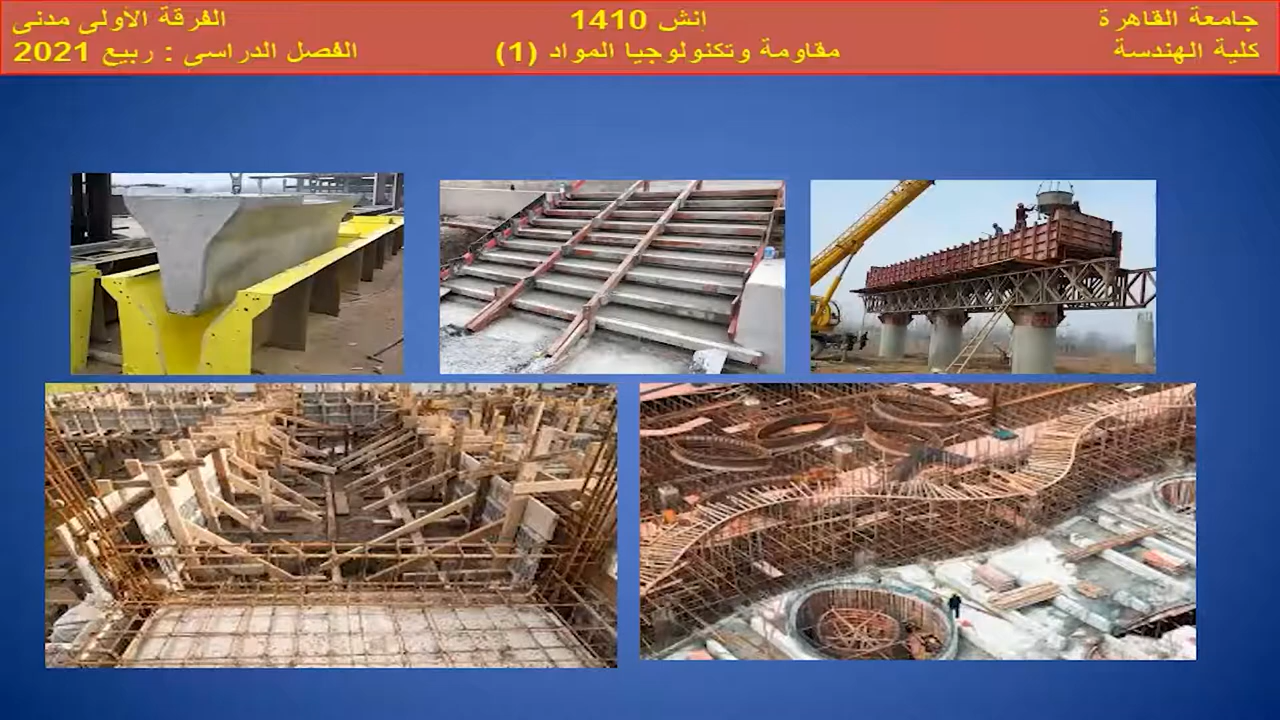 جامعة القاهرة
كلية الهندسة
إنش 1410
مقاومة وتكنولوجيا المواد (1)
الفرقة الأولى مدنى
الفصل الدراسي : ربيع 2021